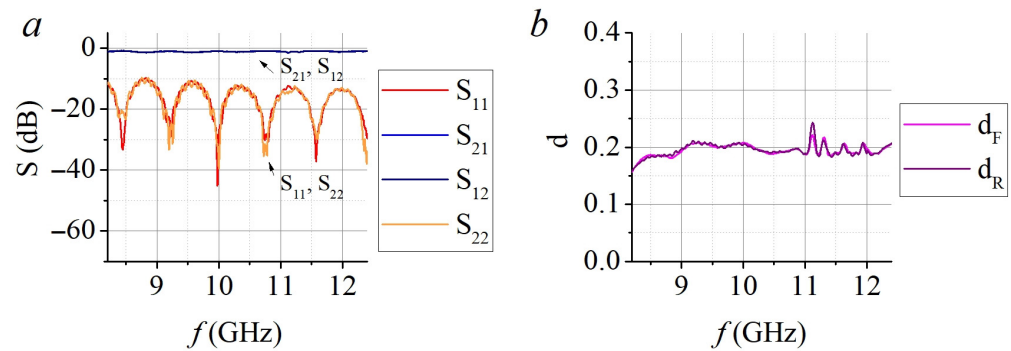 a
0
−20
−40
−60
S (dB)
9 10 11 12
f (GHz)
S21, S12
S11, S22
S11
S21
S12
S22
b
0.4
0.3
0.2
0.1
0.0
d
9 10 11 12
f (GHz)
dF
dR